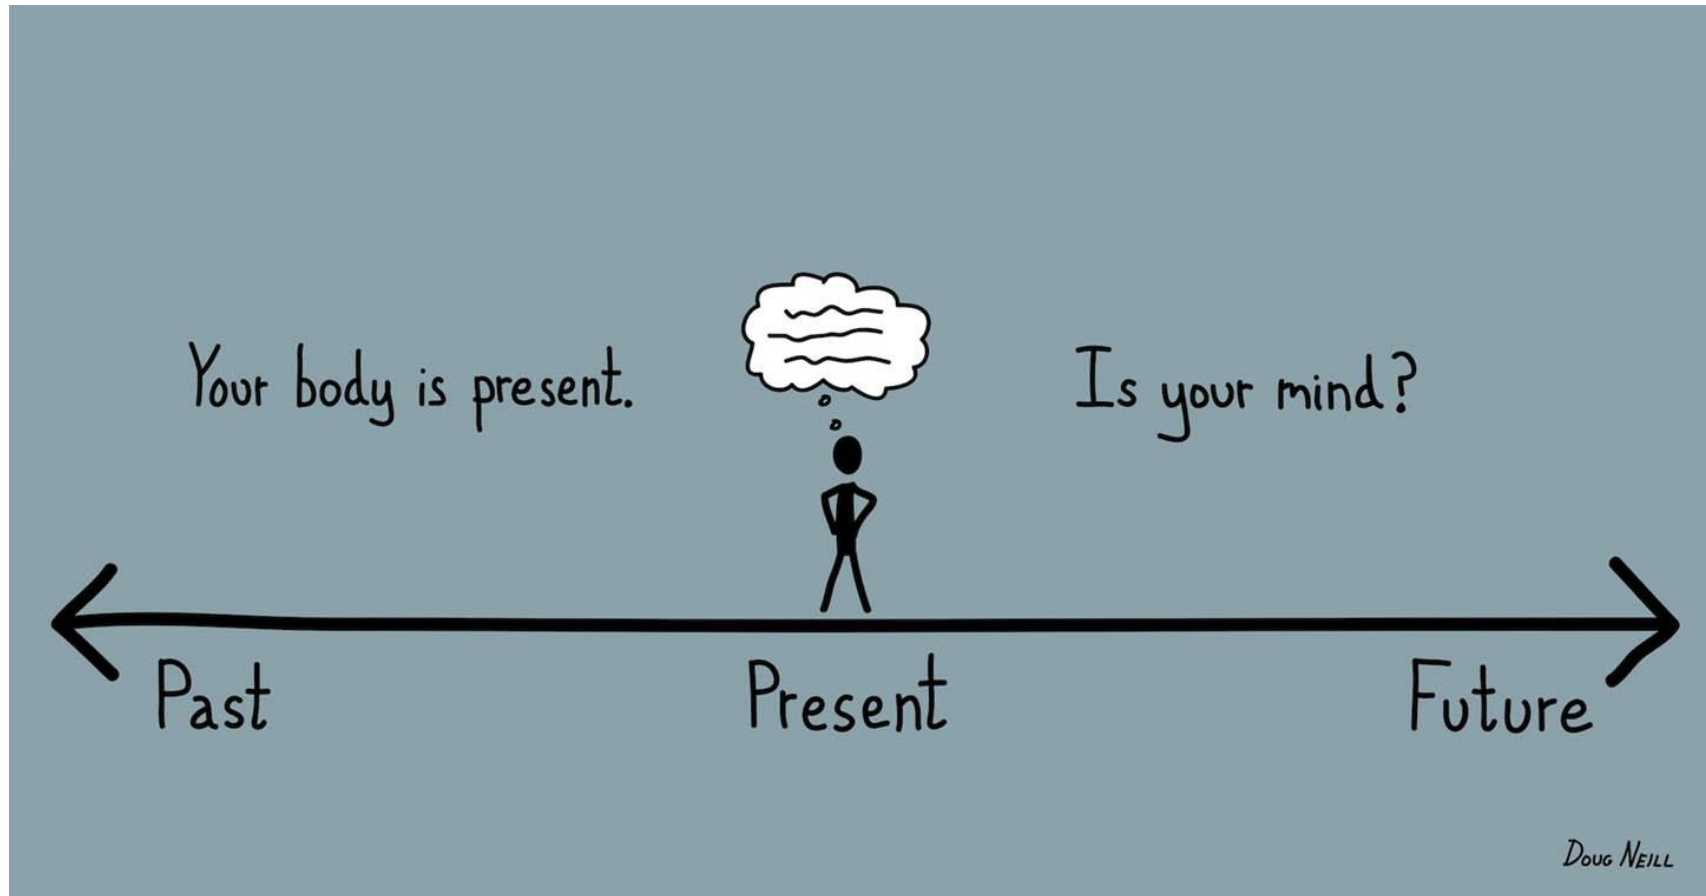 Your body is present.
Is your mind?
Past
Present
Future
DOUG NEILL